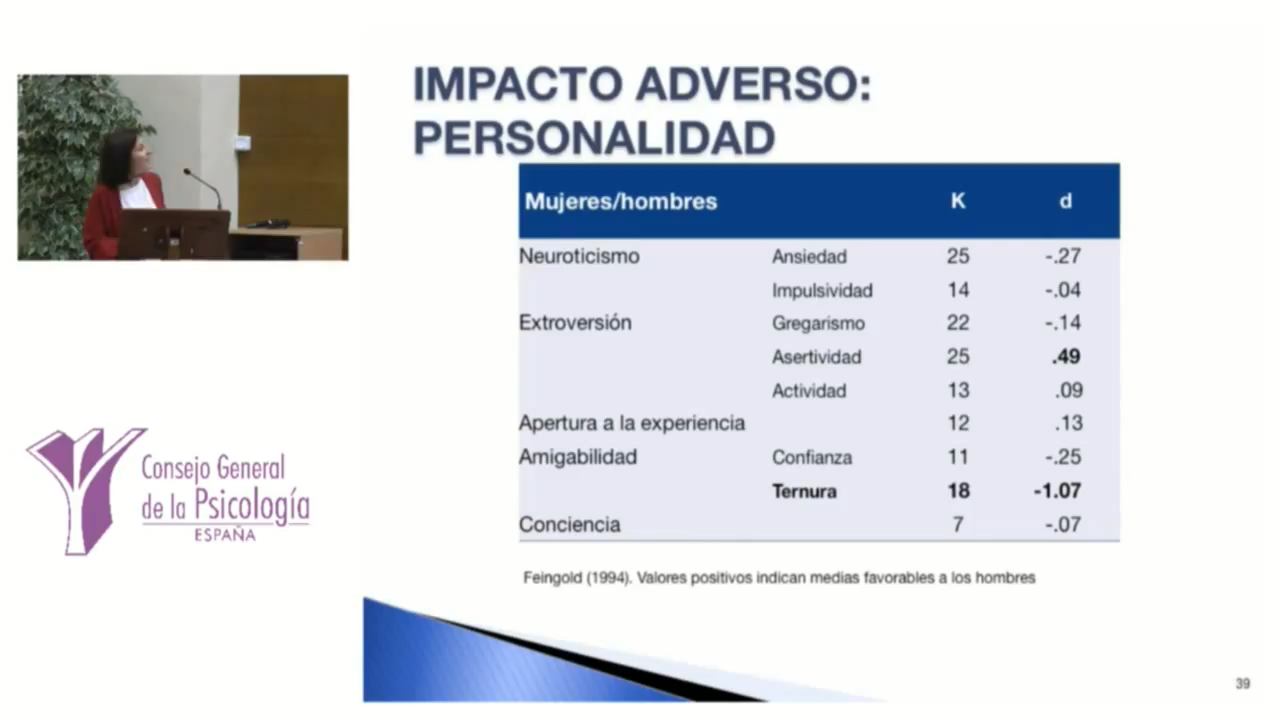 IMPACTO ADVERSO:
PERSONALIDAD
Mujeres/hombres K d
Neuroticismo Ansiedad 25 -.27
Impulsividad 14 -.04
Extroversión Gregarismo 22 -.14
Asertividad 25 .49
Actividad 13 .09
Apertura a la experiencia 12 .13
Amigabilidad Confianza 11 -.25
Ternura 18 -1.07
Conciencia 7 -.07
Feingold (1994). Valores positivos indican medias favorables a los hombres
39
Consejo General
de la Psicología
ESPAÑA